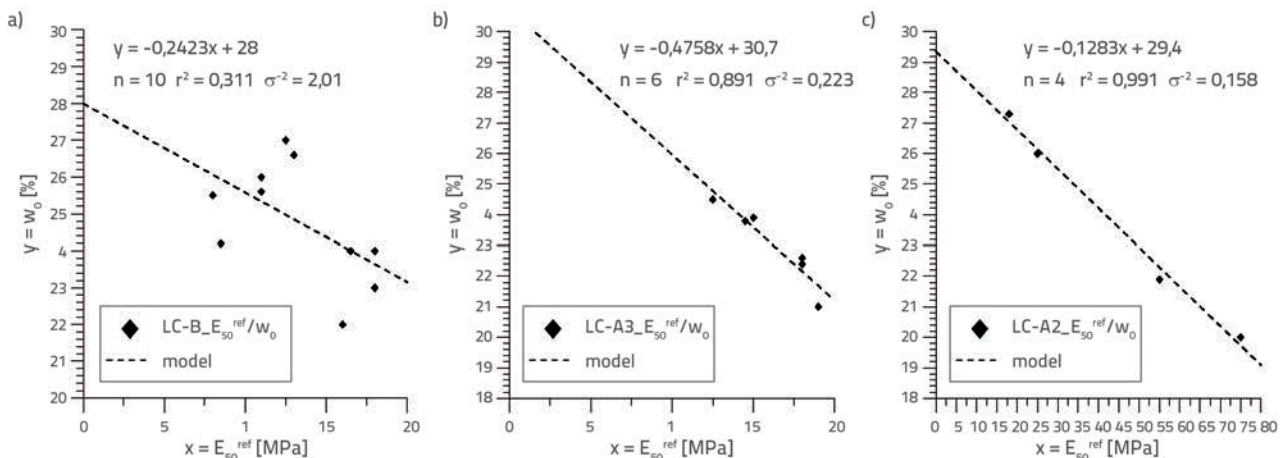 a)
y = -0,2423x + 28
n = 10 r² = 0,311 σ⁻² = 2,01
30
29
28
27
26
25
4
23
22
21
20
y = w₀ [%]
LC-B_E₅₀ʳᵉᶠ/w₀
model
0 5 10 15 20
x = E₅₀ʳᵉᶠ [MPa]
b)
y = -0,4758x + 30,7
n = 6 r² = 0,891 σ⁻² = 0,223
30
29
28
27
26
25
4
23
22
21
20
19
18
y = w₀ [%]
LC-A3_E₅₀ʳᵉᶠ/w₀
model
0 5 1 15 20
x = E₅₀ʳᵉᶠ [MPa]
c)
y = -0,1283x + 29,4
n = 4 r² = 0,991 σ⁻² = 0,158
30
29
28
27
26
25
4
23
22
21
20
19
18
y = w₀ [%]
LC-A2_E₅₀ʳᵉᶠ/w₀
model
0 5 10 15 20 25 30 35 40 45 50 55 60 65 70 75 80
x = E₅₀ʳᵉᶠ [MPa]